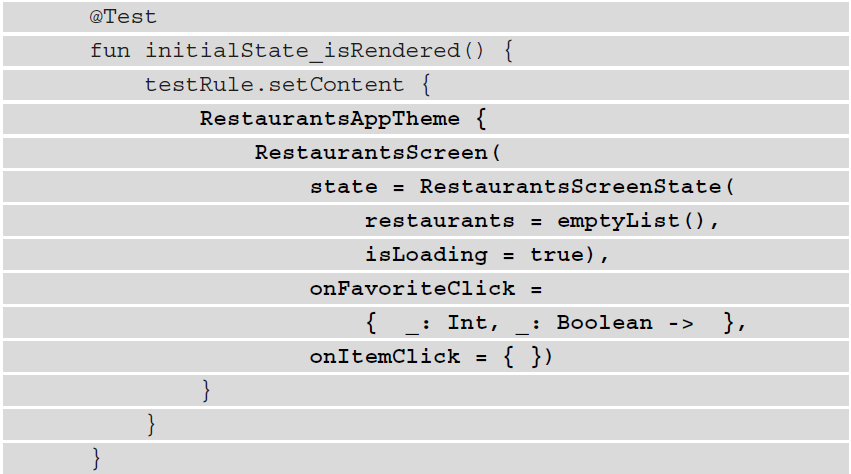 @Test
fun initialState_isRendered() {
    testRule.setContent {
        RestaurantsAppTheme {
            RestaurantsScreen(
                state = RestaurantsScreenState(
                    restaurants = emptyList(),
                    isLoading = true),
                onFavoriteClick =
                    {  _: Int, _: Boolean ->  },
                onItemClick = { })
        }
    }
}